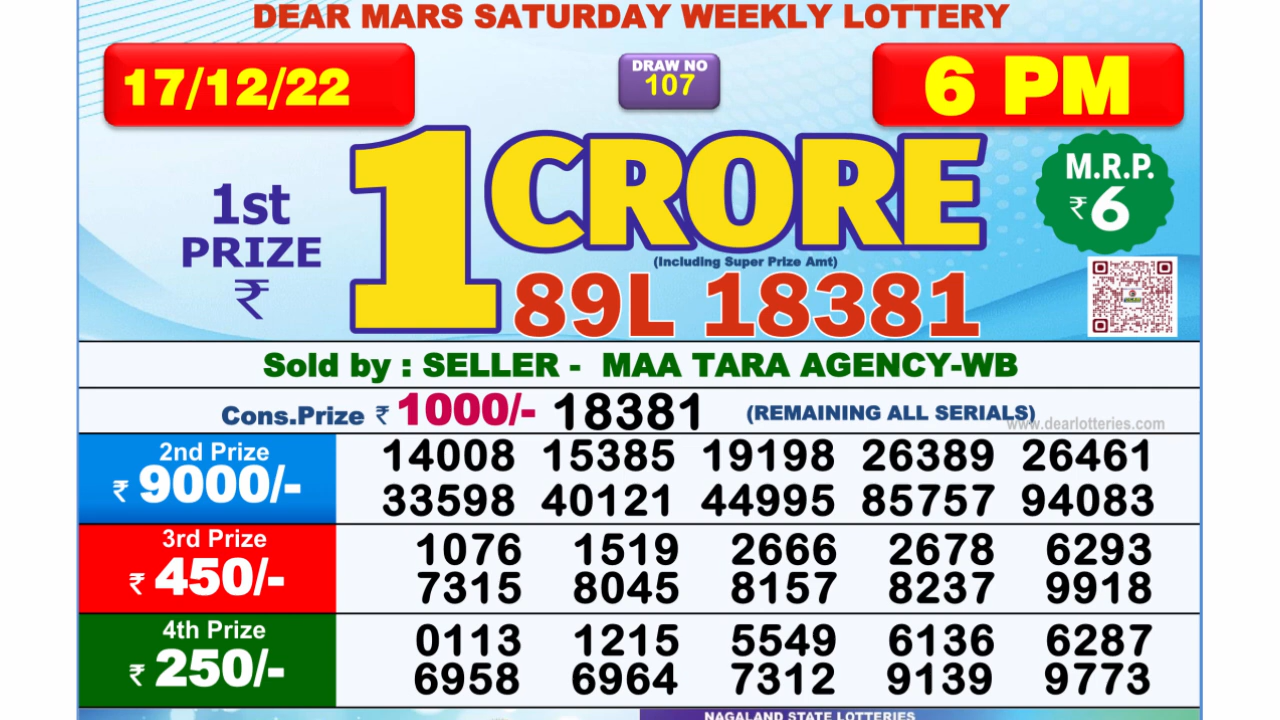 DEAR MARS SATURDAY WEEKLY LOTTERY
17/12/22
DRAW NO
107
6 PM
1st
PRIZE
₹
1 CRORE
(Including Super Prize Amt)
89L 18381
M.R.P.
₹6
Sold by : SELLER - MAA TARA AGENCY-WB
Cons.Prize ₹ 1000/- 18381 (REMAINING ALL SERIALS)
www.dearlotteries.com
2nd Prize
₹ 9000/-
14008 15385 19198 26389 26461
33598 40121 44995 85757 94083
3rd Prize
₹ 450/-
1076 1519 2666 2678 6293
7315 8045 8157 8237 9918
4th Prize
₹ 250/-
0113 1215 5549 6136 6287
6958 6964 7312 9139 9773
NAGALAND STATE LOTTERIES